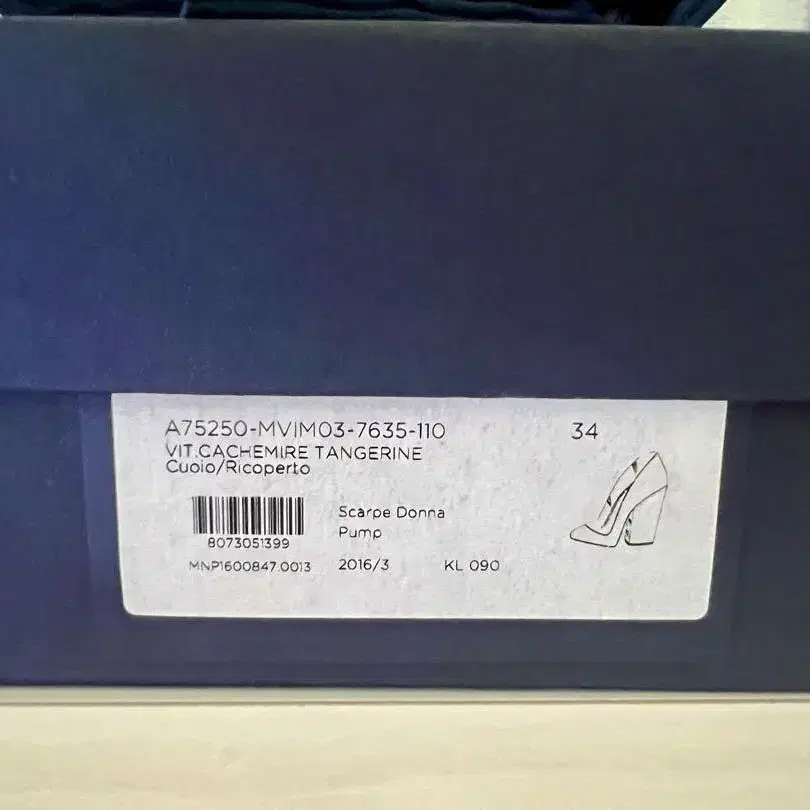 A75250-MVIM03-7635-110 34
VIT.CACHEMIRE TANGERINE
Cuoio/Ricoperto
8073051399
Scarpe Donna
Pump
MNP1600847.0013 2016/3 KL 090